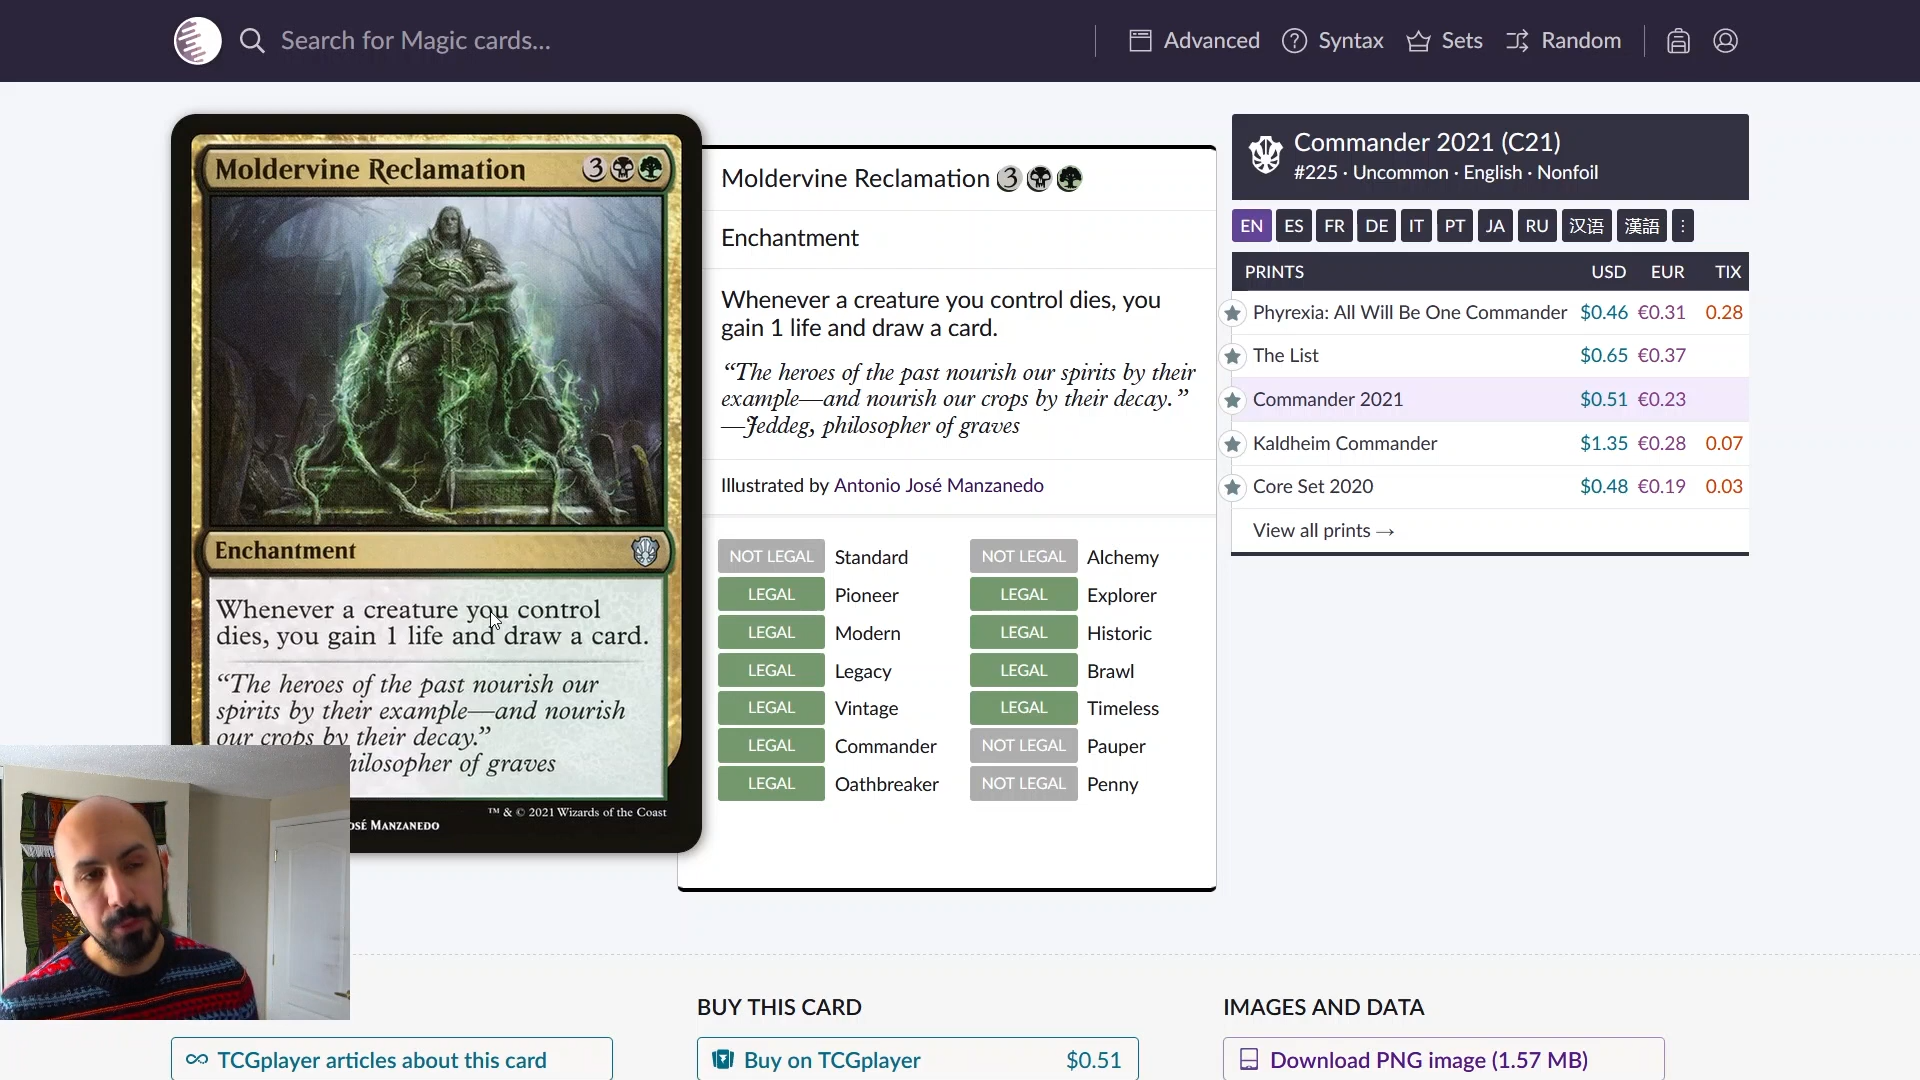 Search for Magic cards...
Advanced
Syntax
Sets
Random
Moldervine Reclamation 3
Enchantment
Whenever a creature you control
dies, you gain 1 life and draw a card.
“The heroes of the past nourish our
spirits by their example—and nourish
our crops by their decay.”
hilosopher of graves
™ & © 2021 Wizards of the Coast
OSÉ MANZANEDO
Moldervine Reclamation 3
Enchantment
Whenever a creature you control dies, you
gain 1 life and draw a card.
“The heroes of the past nourish our spirits by their
example—and nourish our crops by their decay.”
—Jeddeg, philosopher of graves
Illustrated by Antonio José Manzanedo
NOT LEGAL Standard NOT LEGAL Alchemy
LEGAL Pioneer LEGAL Explorer
LEGAL Modern LEGAL Historic
LEGAL Legacy LEGAL Brawl
LEGAL Vintage LEGAL Timeless
LEGAL Commander NOT LEGAL Pauper
LEGAL Oathbreaker NOT LEGAL Penny
Commander 2021 (C21)
#225 · Uncommon · English · Nonfoil
EN ES FR DE IT PT JA RU 汉语 漢語
PRINTS USD EUR TIX
Phyrexia: All Will Be One Commander $0.46 €0.31 0.28
The List $0.65 €0.37
Commander 2021 $0.51 €0.23
Kaldheim Commander $1.35 €0.28 0.07
Core Set 2020 $0.48 €0.19 0.03
View all prints →
BUY THIS CARD
IMAGES AND DATA
TCGplayer articles about this card
Buy on TCGplayer $0.51
Download PNG image (1.57 MB)